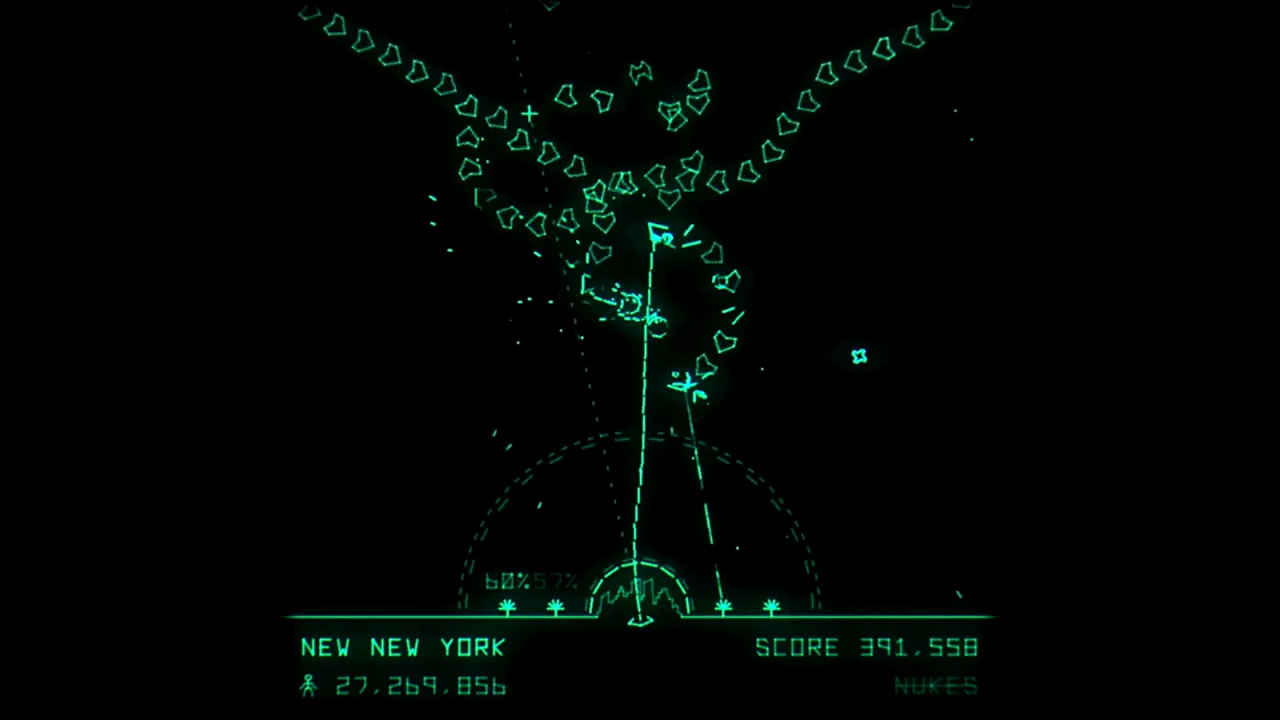 60% 57%
NEW NEW YORK
SCORE 391,558
27,269,856
NUKES